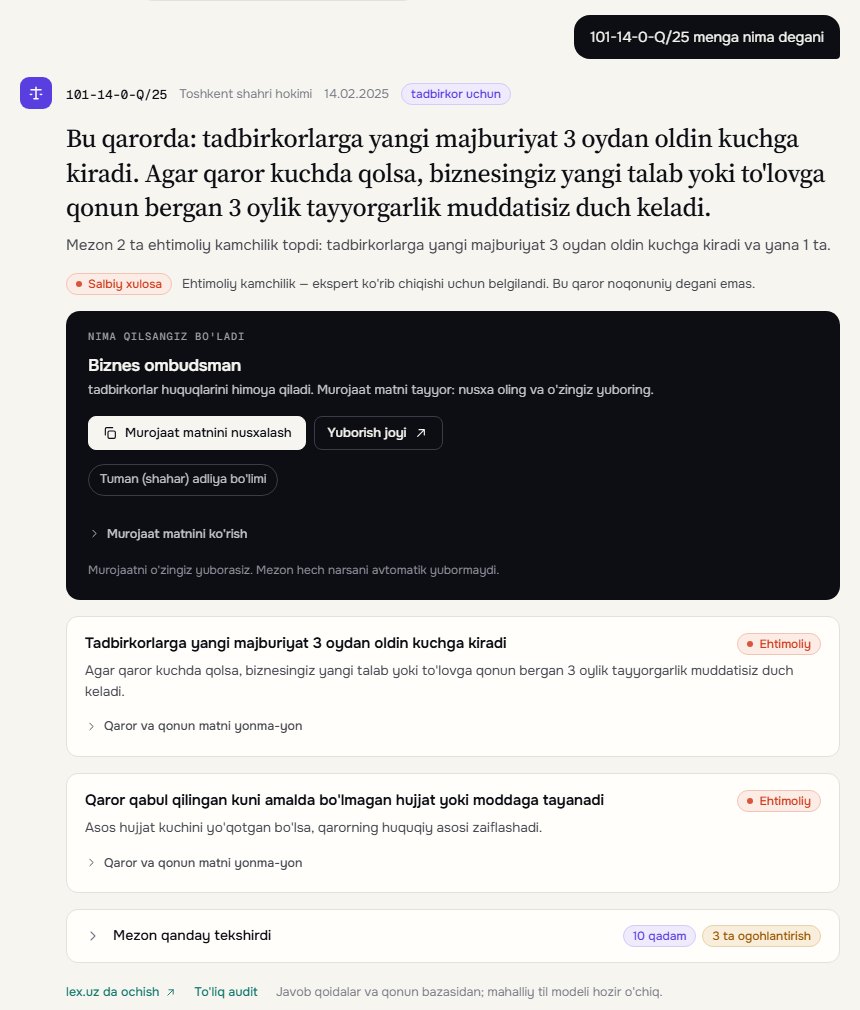 101-14-0-Q/25 menga nima degani
101-14-0-Q/25 Toshkent shahri hokimi 14.02.2025 tadbirkor uchun
Bu qarorda: tadbirkorlarga yangi majburiyat 3 oydan oldin kuchga
kiradi. Agar qaror kuchda qolsa, biznesingiz yangi talab yoki to'lovga
qonun bergan 3 oylik tayyorgarlik muddatisiz duch keladi.
Mezon 2 ta ehtimoliy kamchilik topdi: tadbirkorlarga yangi majburiyat 3 oydan oldin kuchga kiradi va yana 1 ta.
Salbiy xulosa Ehtimoliy kamchilik — ekspert ko'rib chiqishi uchun belgilandi. Bu qaror noqonuniy degani emas.
NIMA QILSANGIZ BO'LADI
Biznes ombudsman
tadbirkorlar huquqlarini himoya qiladi. Murojaat matni tayyor: nusxa oling va o'zingiz yuboring.
Murojaat matnini nusxalash Yuborish joyi ↗
Tuman (shahar) adliya bo'limi
Murojaat matnini ko'rish
Murojaatni o'zingiz yuborasiz. Mezon hech narsani avtomatik yubormaydi.
Tadbirkorlarga yangi majburiyat 3 oydan oldin kuchga kiradi Ehtimoliy
Agar qaror kuchda qolsa, biznesingiz yangi talab yoki to'lovga qonun bergan 3 oylik tayyorgarlik muddatisiz duch
keladi.
Qaror va qonun matni yonma-yon
Qaror qabul qilingan kuni amalda bo'lmagan hujjat yoki moddaga tayanadi Ehtimoliy
Asos hujjat kuchini yo'qotgan bo'lsa, qarorning huquqiy asosi zaiflashadi.
Qaror va qonun matni yonma-yon
Mezon qanday tekshirdi 10 qadam 3 ta ogohlantirish
lex.uz da ochish ↗ To'liq audit Javob qoidalar va qonun bazasidan; mahalliy til modeli hozir o'chiq.